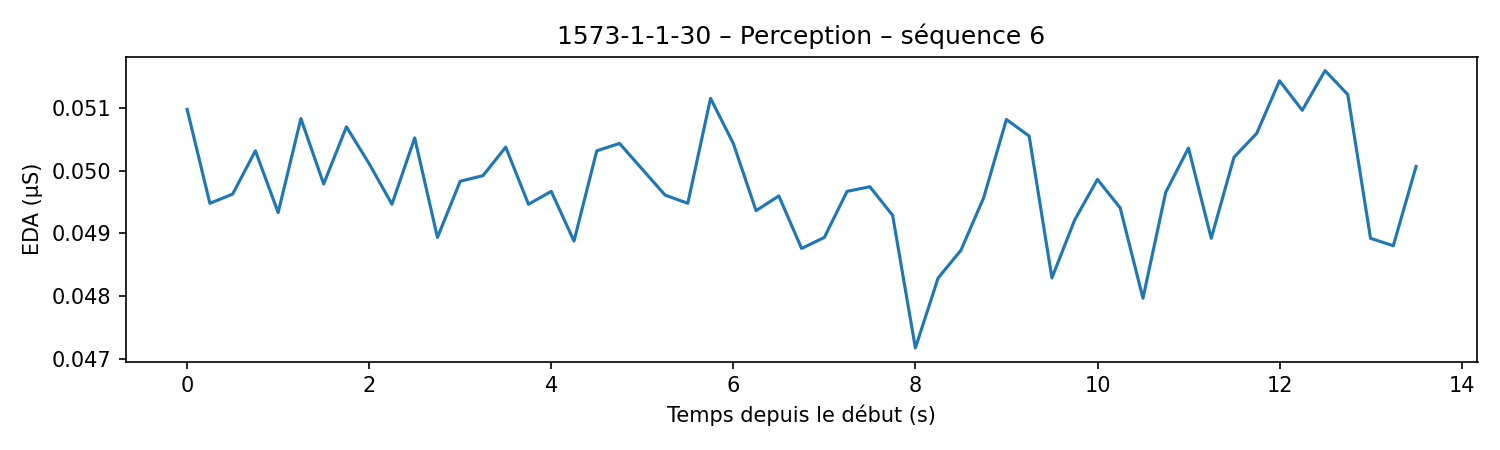 1573-1-1-30 – Perception – séquence 6
EDA (µS)
0.051
0.050
0.049
0.048
0.047
0 2 4 6 8 10 12 14
Temps depuis le début (s)